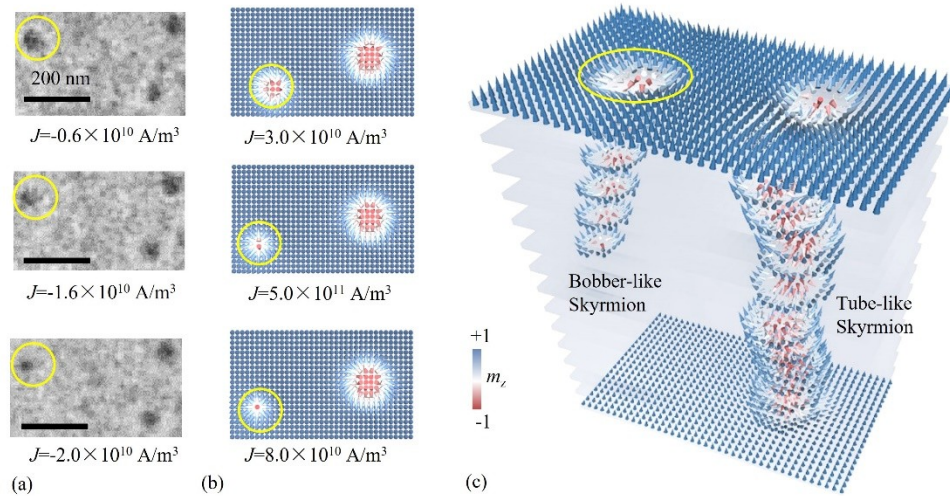 200 nm
J=-0.6×10¹⁰ A/m³
J=-1.6×10¹⁰ A/m³
J=-2.0×10¹⁰ A/m³
(a)
J=3.0×10¹⁰ A/m³
J=5.0×10¹¹ A/m³
J=8.0×10¹⁰ A/m³
(b)
Bobber-like
Skyrmion
Tube-like
Skyrmion
+1
m_z
-1
(c)